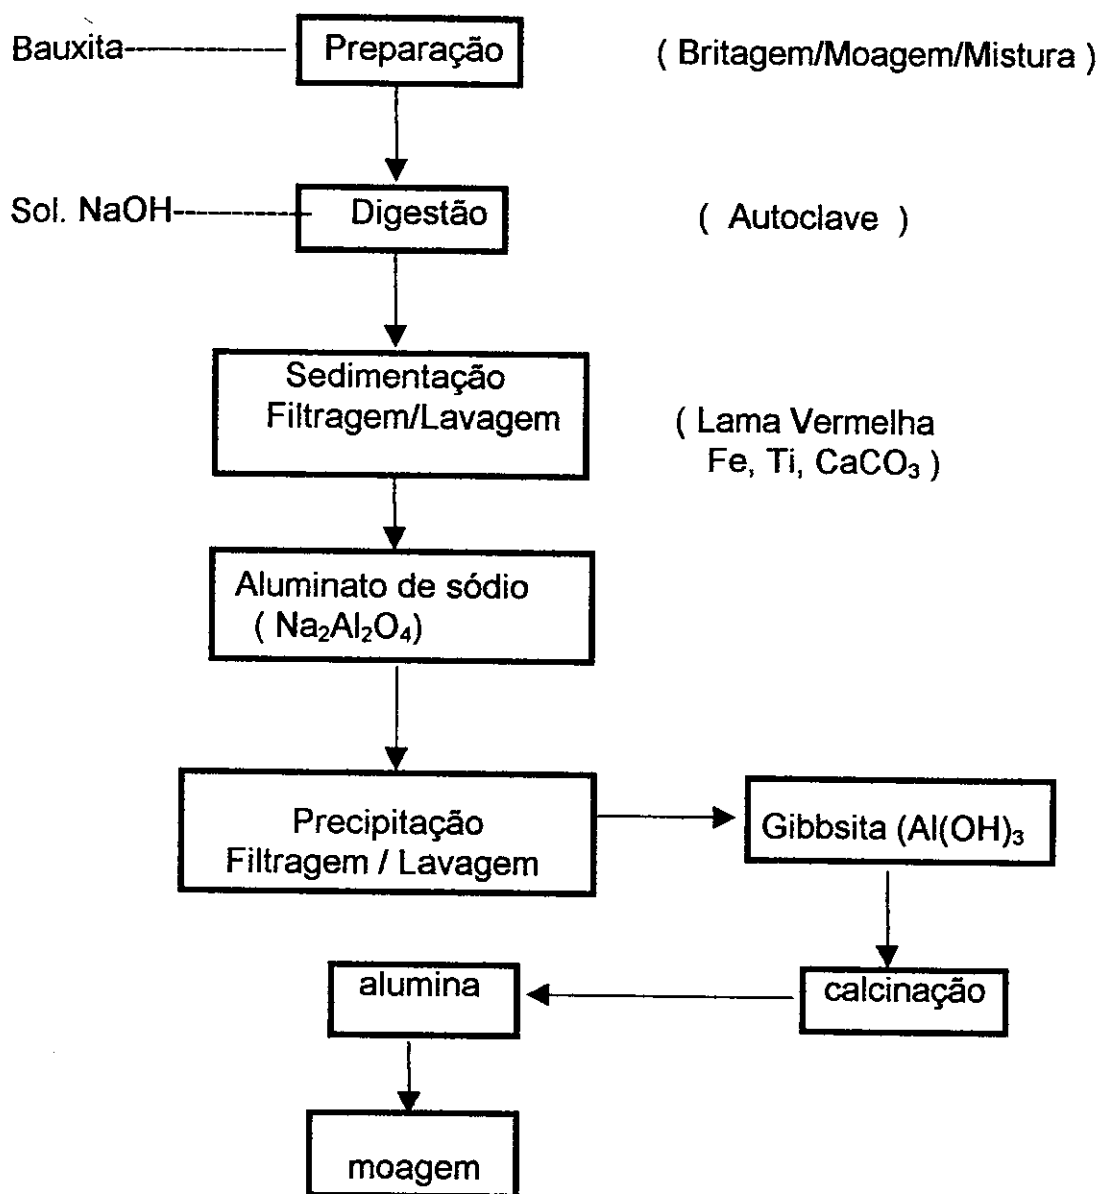 Bauxita
Preparação
( Britagem/Moagem/Mistura )
Sol. NaOH
Digestão
( Autoclave )
Sedimentação
Filtragem/Lavagem
( Lama Vermelha
Fe, Ti, CaCO₃ )
Aluminato de sódio
( Na₂Al₂O₄)
Precipitação
Filtragem / Lavagem
Gibbsita (Al(OH)₃
calcinação
alumina
moagem